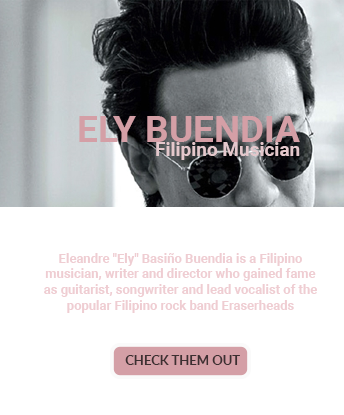 ELY BUENDIA
Filipino Musician
Eleandre "Ely" Basiño Buendia is a Filipino
musician, writer and director who gained fame
as guitarist, songwriter and lead vocalist of the
popular Filipino rock band Eraserheads
CHECK THEM OUT